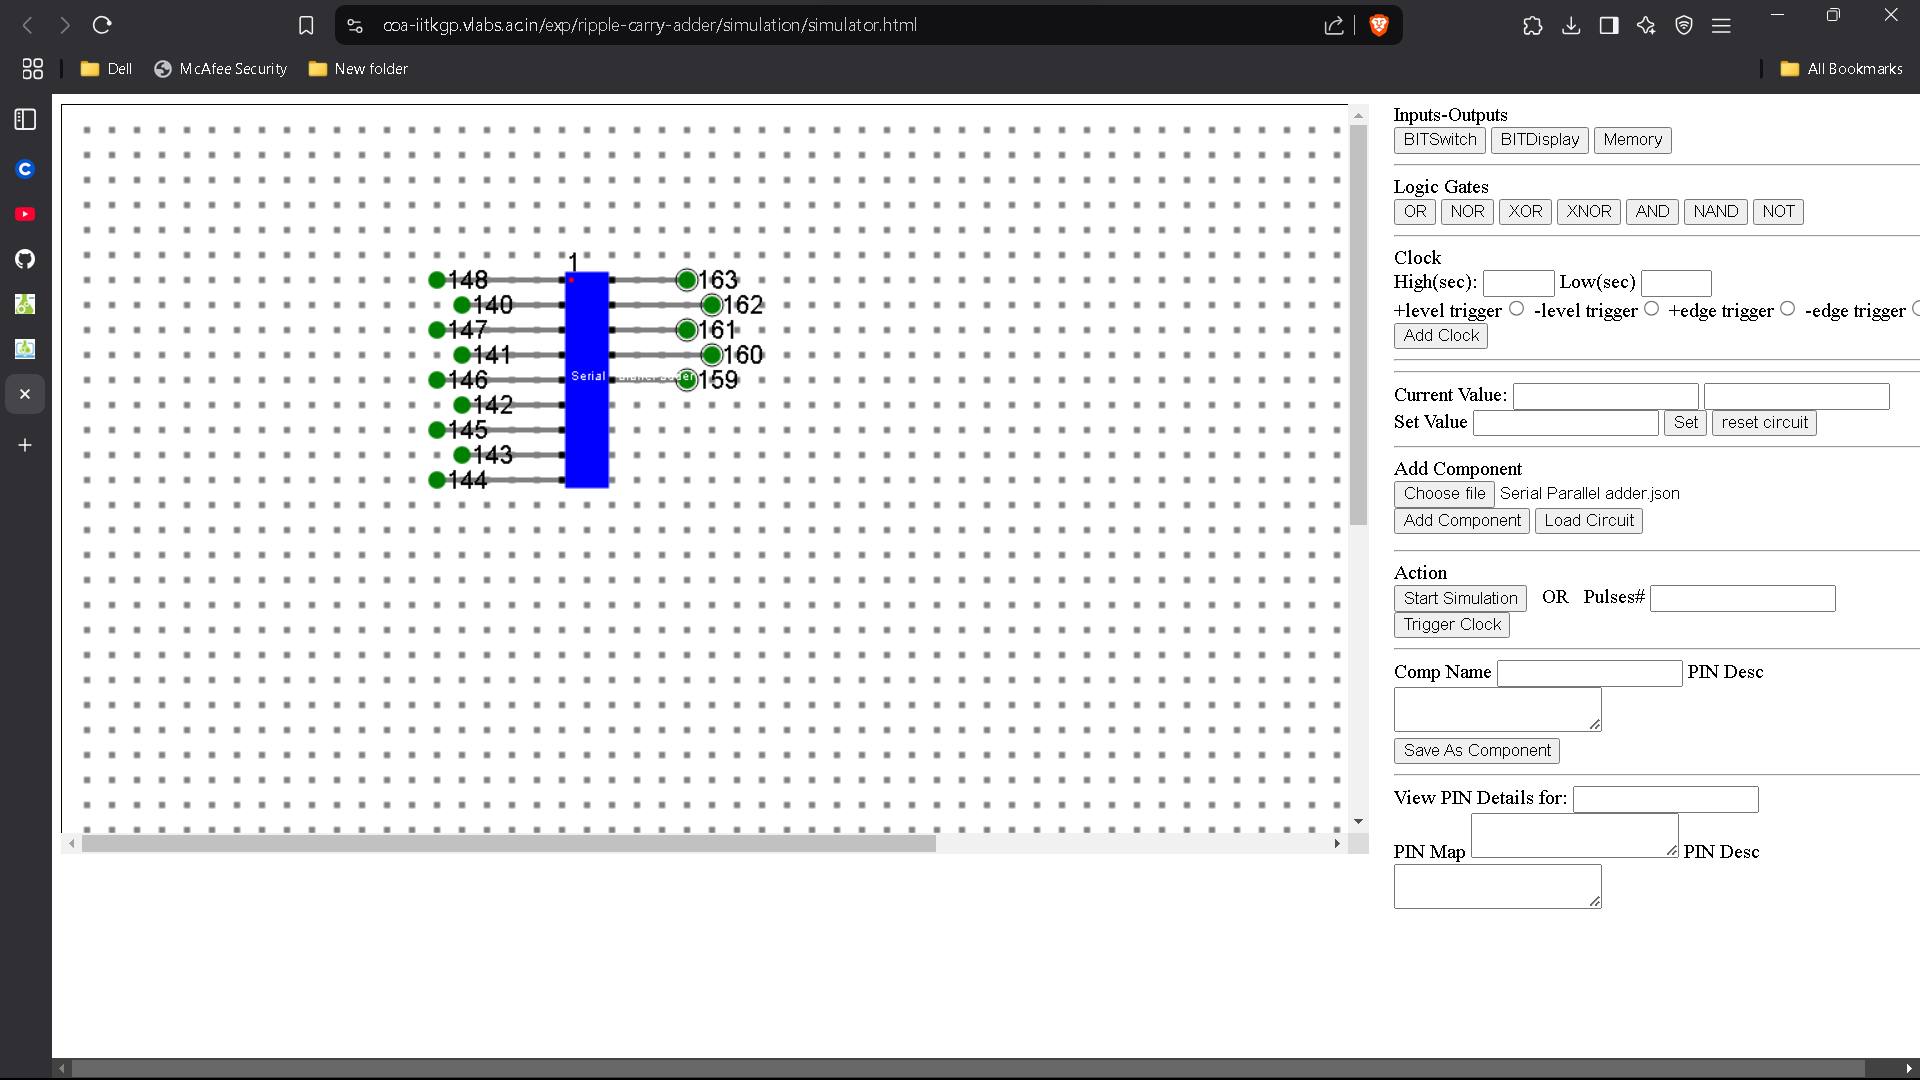 coa-iitkgp.vlabs.ac.in/exp/ripple-carry-adder/simulation/simulator.html
Dell McAfee Security New folder All Bookmarks
1
148 163
140 162
147 161
141 160
146 Serial adder 159
142
145
143
144
Inputs-Outputs
BITSwitch BITDisplay Memory
Logic Gates
OR NOR XOR XNOR AND NAND NOT
Clock
High(sec): Low(sec)
+level trigger -level trigger +edge trigger -edge trigger
Add Clock
Current Value:
Set Value Set reset circuit
Add Component
Choose file Serial Parallel adder.json
Add Component Load Circuit
Action
Start Simulation OR Pulses#
Trigger Clock
Comp Name PIN Desc
Save As Component
View PIN Details for:
PIN Map PIN Desc